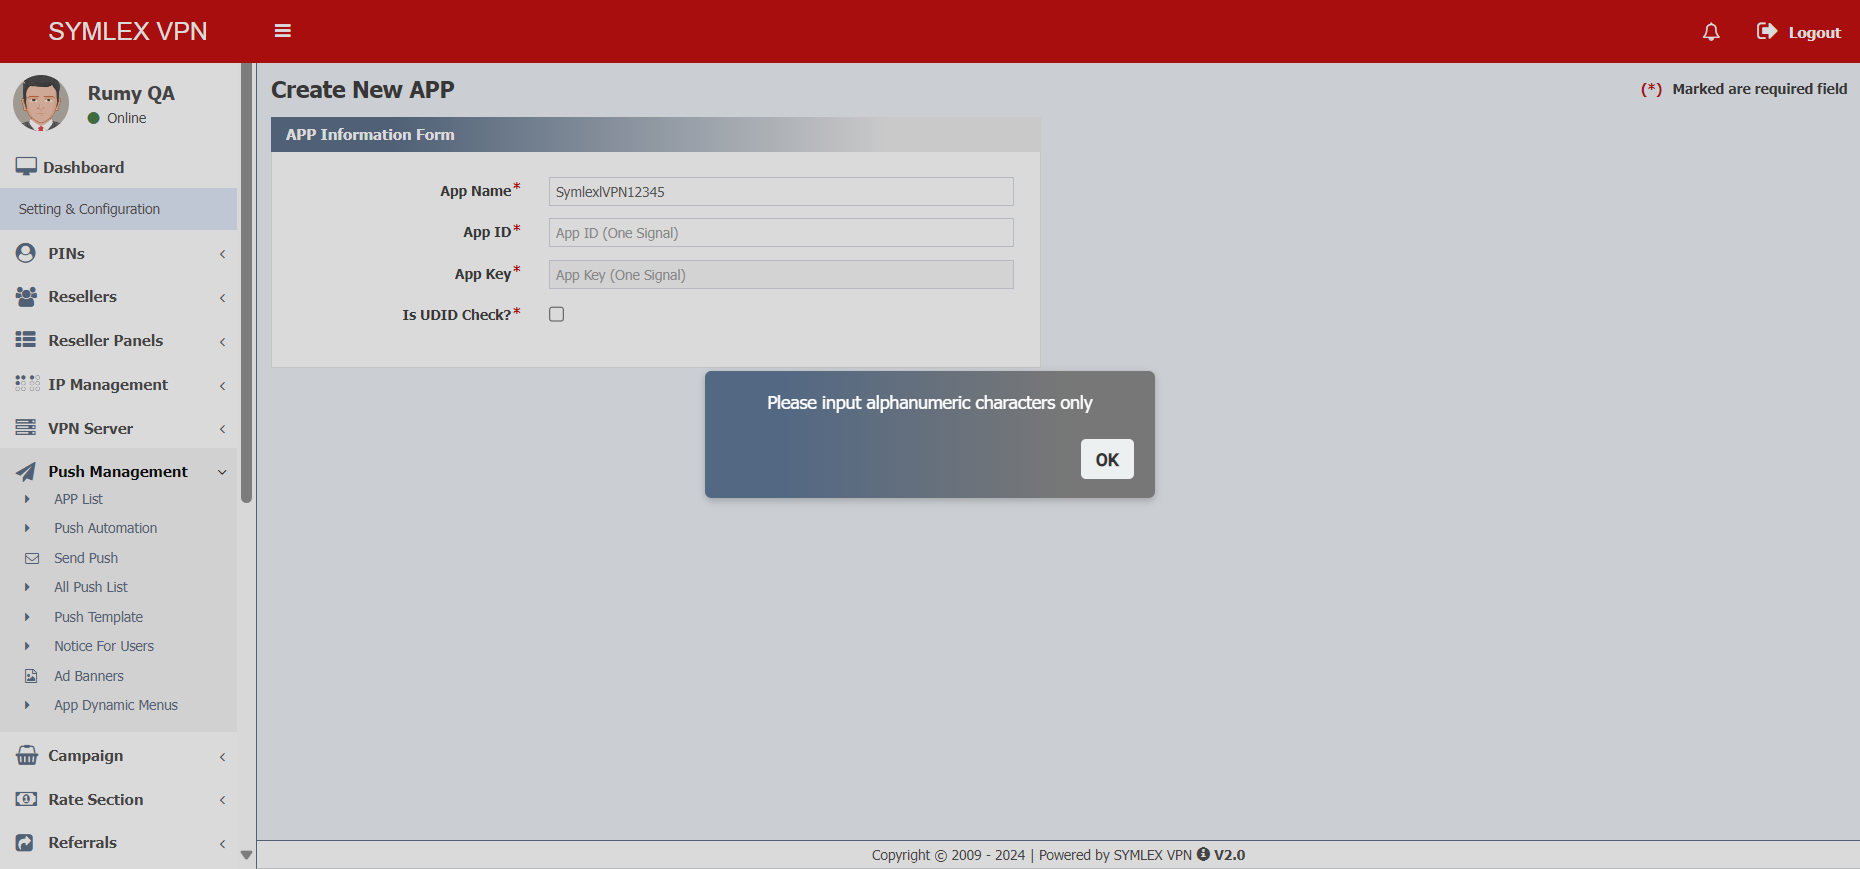 SYMLEX VPN
Logout
Rumy QA
Online
Dashboard
Setting & Configuration
PINs
Resellers
Reseller Panels
IP Management
VPN Server
Push Management
APP List
Push Automation
Send Push
All Push List
Push Template
Notice For Users
Ad Banners
App Dynamic Menus
Campaign
Rate Section
Referrals
Create New APP
(*) Marked are required field
APP Information Form
App Name* SymlexlVPN12345
App ID* App ID (One Signal)
App Key* App Key (One Signal)
Is UDID Check?*
Please input alphanumeric characters only
OK
Copyright © 2009 - 2024 | Powered by SYMLEX VPN V2.0